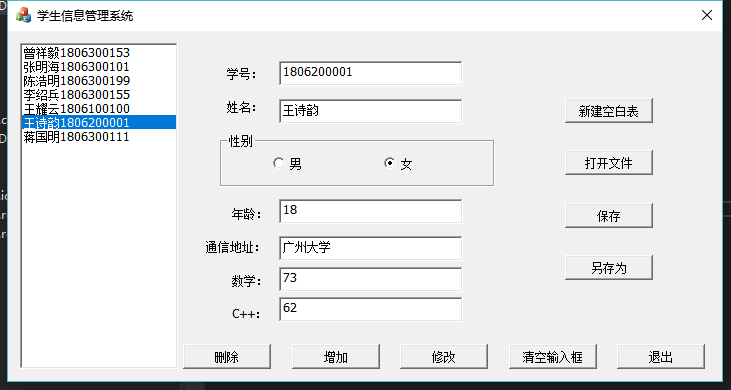 学生信息管理系统
曾祥毅1806300153
张明海1806300101
陈浩明1806300199
李绍兵1806300155
王耀云1806100100
王诗韵1806200001
蒋国明1806300111
学号： 1806200001
姓名： 王诗韵
性别
男 女
年龄： 18
通信地址： 广州大学
数学： 73
C++： 62
新建空白表
打开文件
保存
另存为
删除 增加 修改 清空输入框 退出